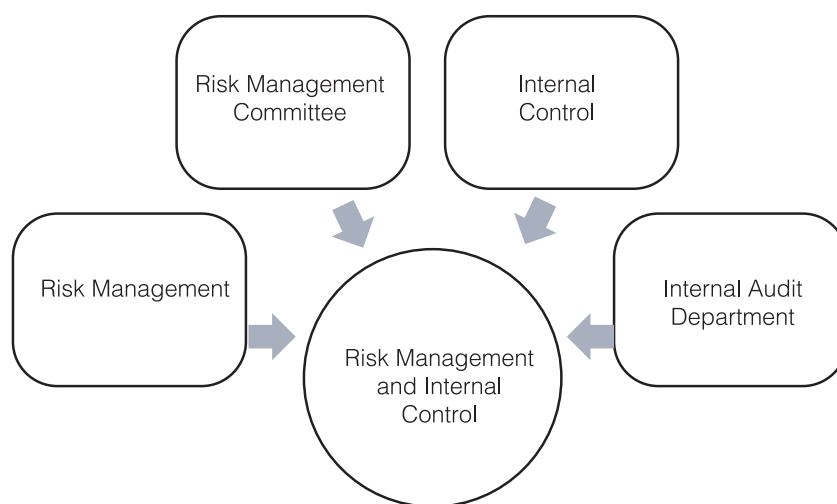 Risk Management
Committee
Internal
Control
Risk Management
Internal Audit
Department
Risk Management
and Internal
Control